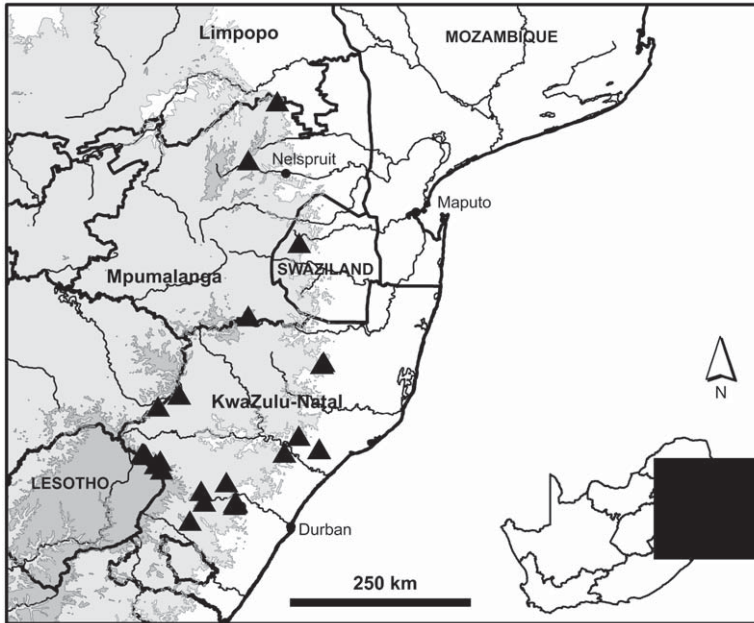 Limpopo
MOZAMBIQUE
Nelspruit
Maputo
SWAZILAND
Mpumalanga
KwaZulu-Natal
N
LESOTHO
Durban
250 km